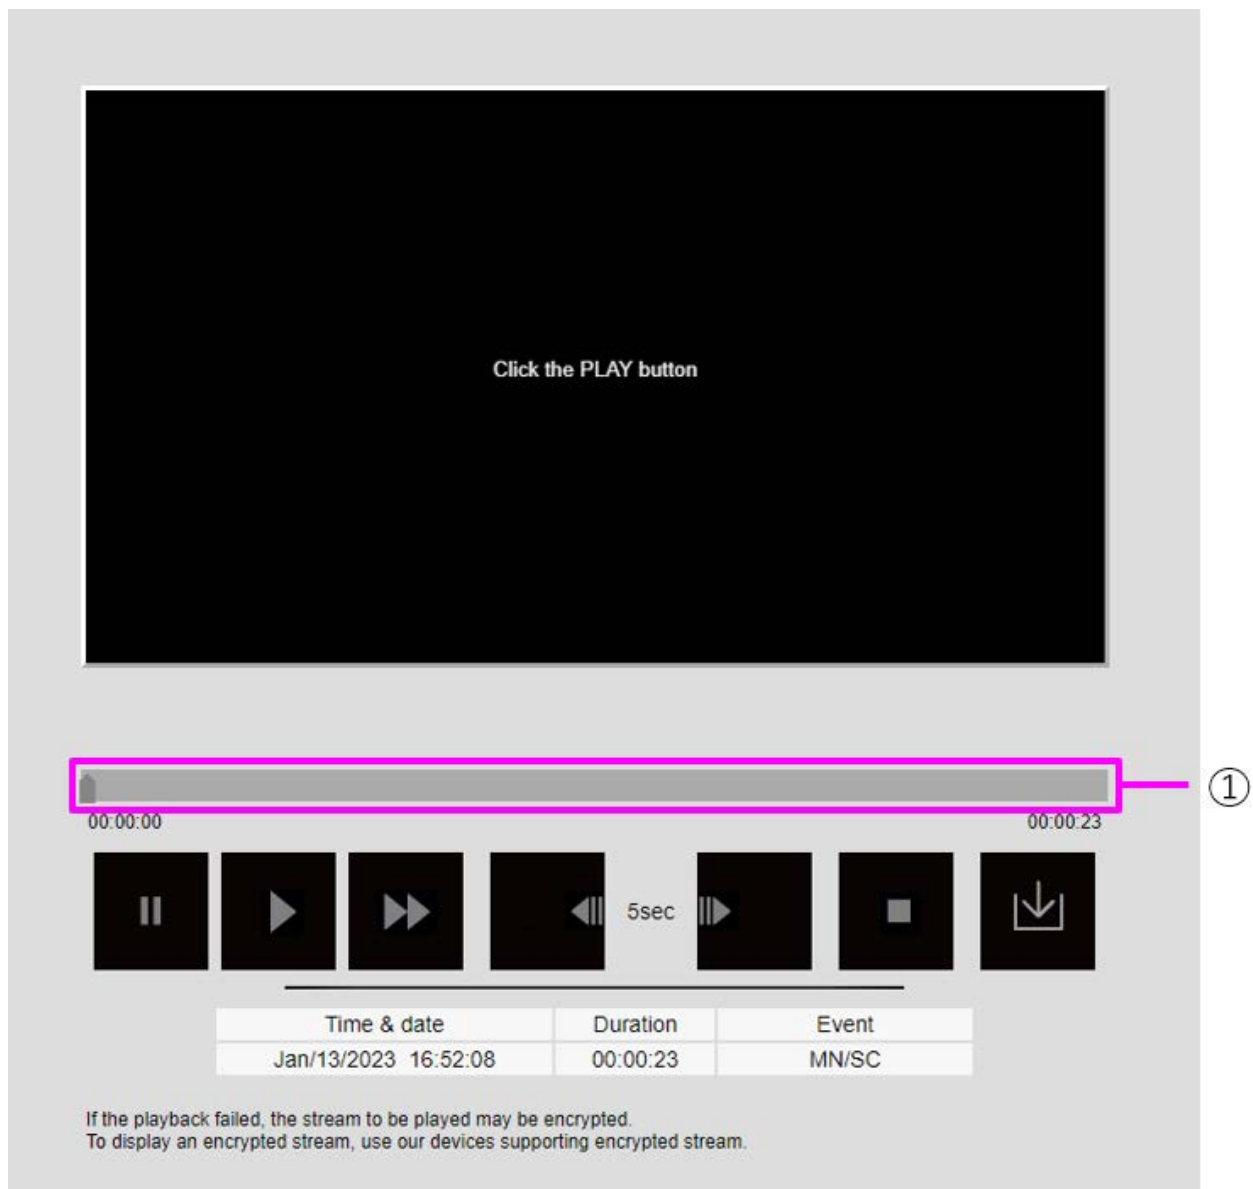 Click the PLAY button
①
00:00:00 00:00:23
5sec
Time & date Duration Event
Jan/13/2023 16:52:08 00:00:23 MN/SC
If the playback failed, the stream to be played may be encrypted.
To display an encrypted stream, use our devices supporting encrypted stream.